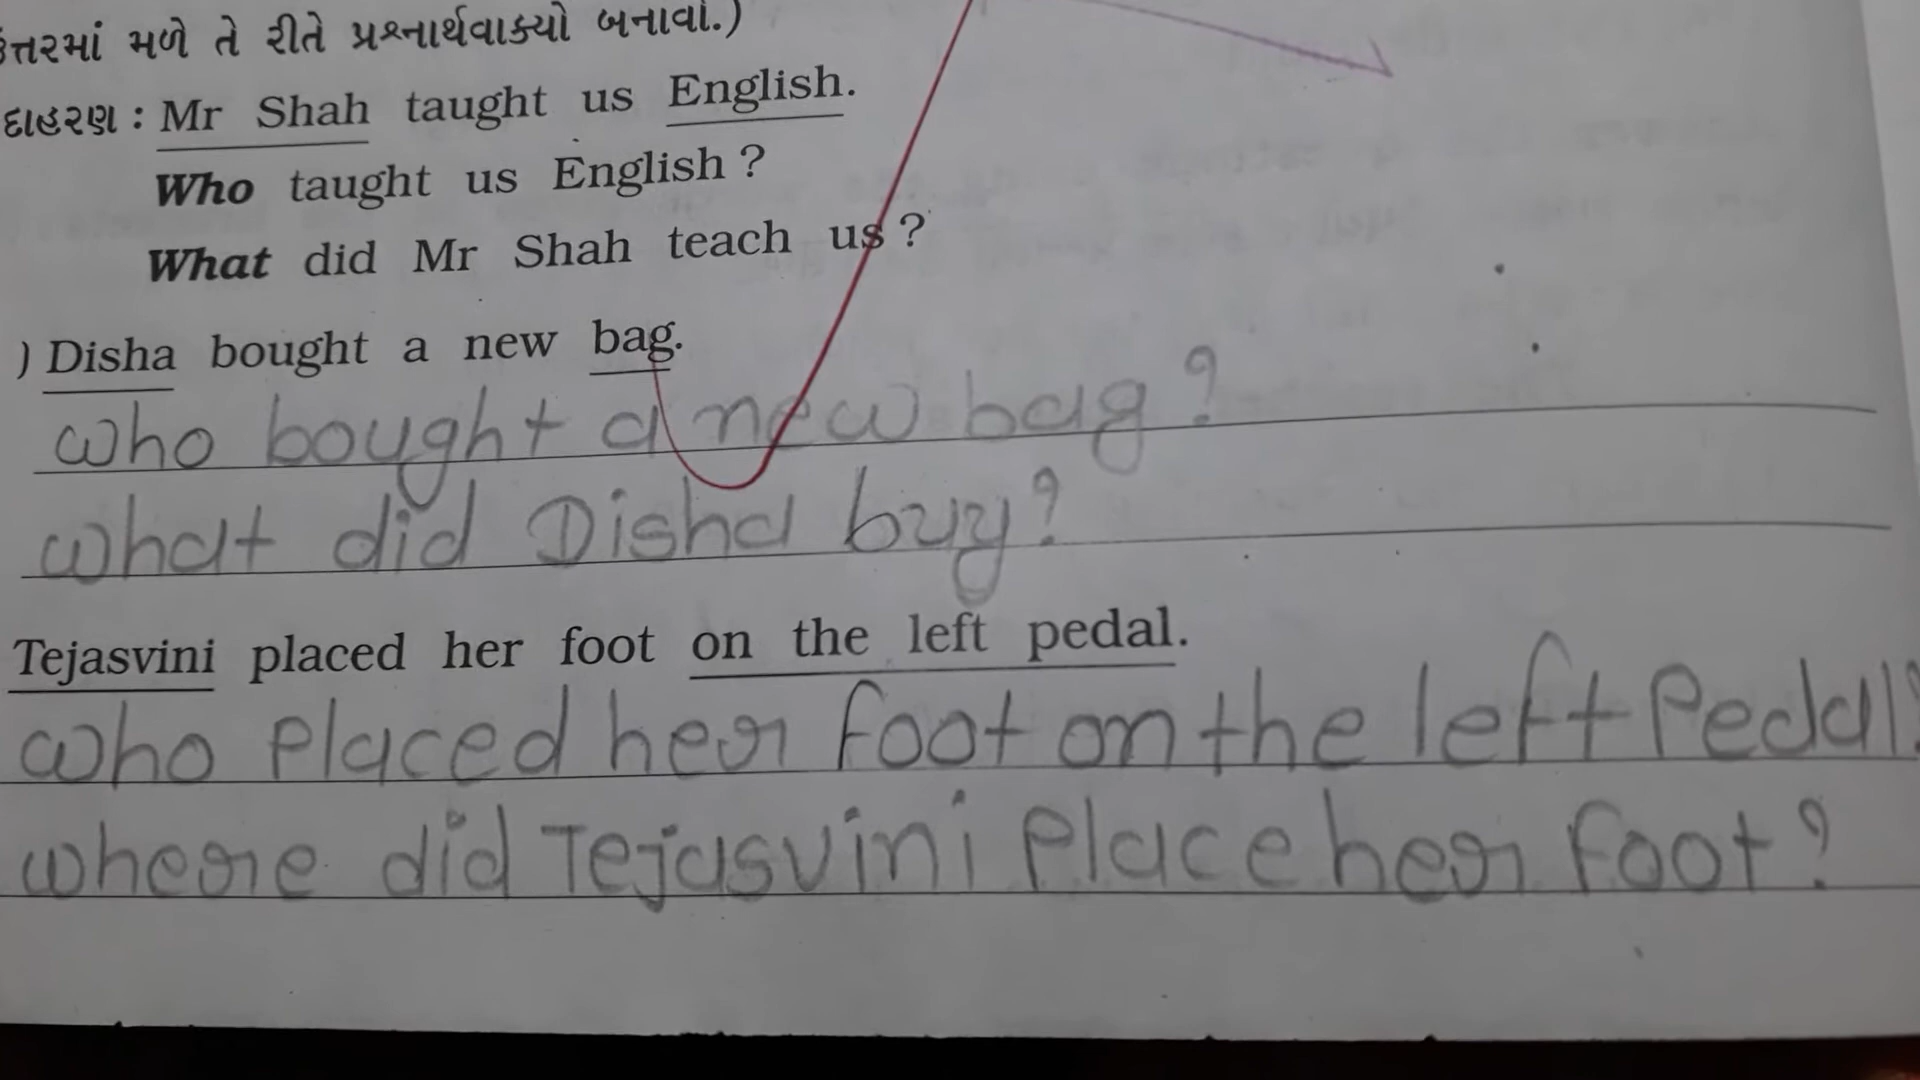 ત્તરમાં મળે તે રીતે પ્રશ્નાર્થવાક્યો બનાવો.)
દાહરણ : Mr Shah taught us English.
Who taught us English ?
What did Mr Shah teach us ?
) Disha bought a new bag.
who bought a new bag?
what did Disha buy?
Tejasvini placed her foot on the left pedal.
who placed her foot on the left pedal?
where did Tejasvini place her foot?